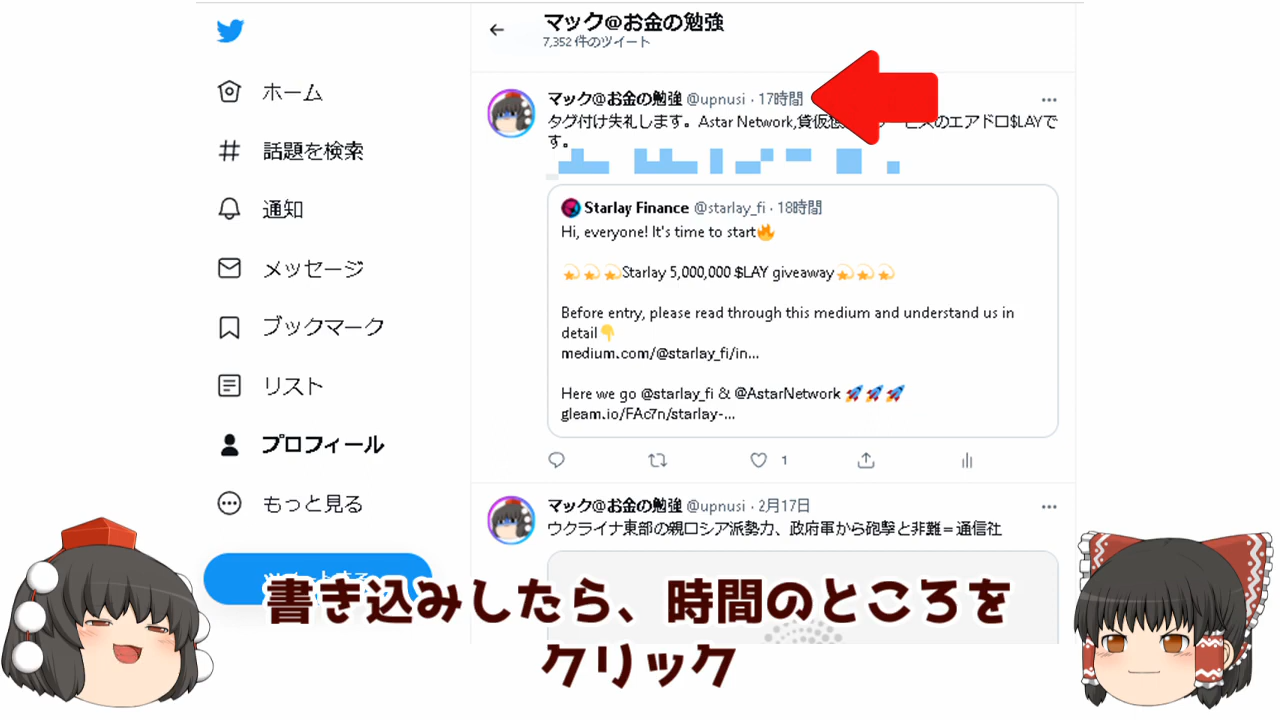 マック@お金の勉強
7,352 件のツイート
ホーム
話題を検索
通知
メッセージ
ブックマーク
リスト
プロフィール
もっと見る
マック@お金の勉強 @upnusi · 17時間
タグ付け失礼します。Astar Network,貸仮想 のエアドロ$LAYで
す。
Starlay Finance @starlay_fi · 18時間
Hi, everyone! It's time to start🔥
💫💫💫Starlay 5,000,000 $LAY giveaway💫💫💫
Before entry, please read through this medium and understand us in
detail👇
medium.com/@starlay_fi/in...
Here we go @starlay_fi & @AstarNetwork 🚀🚀🚀
gleam.io/FAc7n/starlay-...
1
マック@お金の勉強 @upnusi · 2月17日
ウクライナ東部の親ロシア派勢力、政府軍から砲撃と非難＝通信社
書き込みしたら、時間のところを
クリック